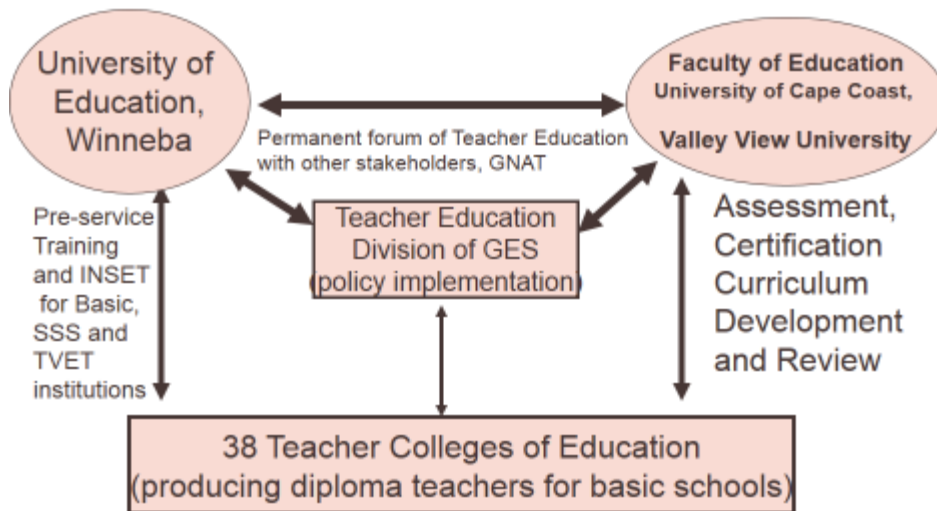 University of
Education,
Winneba
Faculty of Education
University of Cape Coast,
Valley View University
Permanent forum of Teacher Education
with other stakeholders, GNAT
Teacher Education
Division of GES
(policy implementation)
Pre-service
Training
and INSET
for Basic,
SSS and
TVET
institutions
Assessment,
Certification
Curriculum
Development
and Review
38 Teacher Colleges of Education
(producing diploma teachers for basic schools)